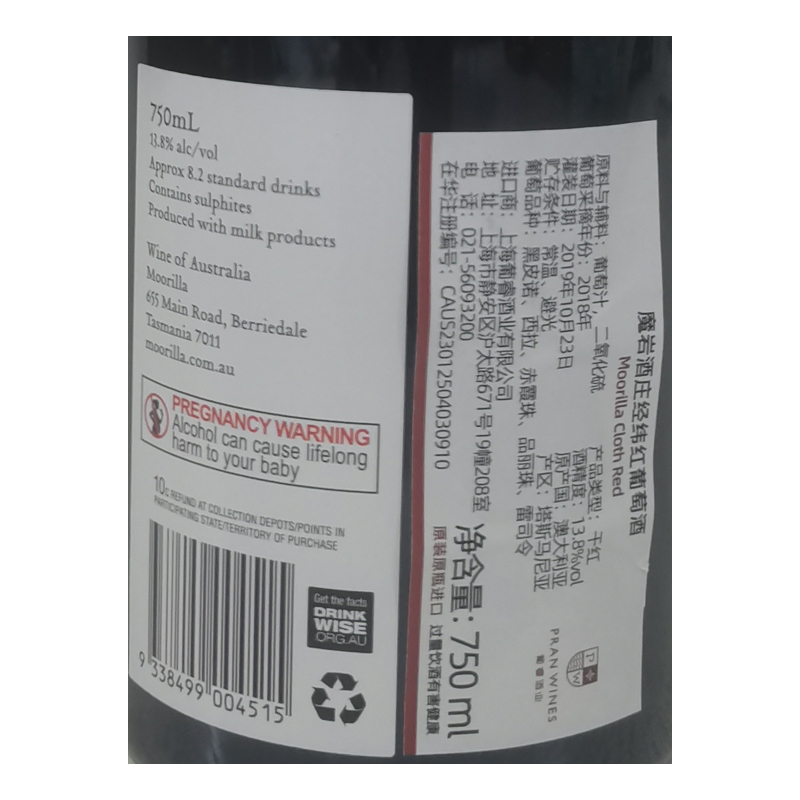 750mL
13.8% alc/vol
Approx 8.2 standard drinks
Contains sulphites
Produced with milk products
Wine of Australia
Moorilla
655 Main Road, Berriedale
Tasmania 7011
moorilla.com.au
PREGNANCY WARNING
Alcohol can cause lifelong
harm to your baby
10c REFUND AT COLLECTION DEPOTS/POINTS IN
PARTICIPATING STATE/TERRITORY OF PURCHASE
Get the facts
DRINK
WISE
.ORG.AU
9 338499 004515
魔岩酒庄经纬红葡萄酒
Moorilla Cloth Red
原料与辅料：葡萄汁，二氧化硫 产品类型：干红
葡萄采摘年份：2018年 酒精度：13.8%vol
灌装日期：2019年10月23日 原产国：澳大利亚
贮存条件：常温、避光 产区：塔斯马尼亚
葡萄品种：黑皮诺、西拉、赤霞珠、品丽珠、雷司令
进口商：上海葡睿酒业有限公司
地 址：上海市静安区沪太路671号19幢208室
电 话：021-56093200
在华注册编号：CAUS23012504030910
净含量：750 ml
原装原瓶进口 过量饮酒有害健康
P W
PRAN WINES
葡睿酒业